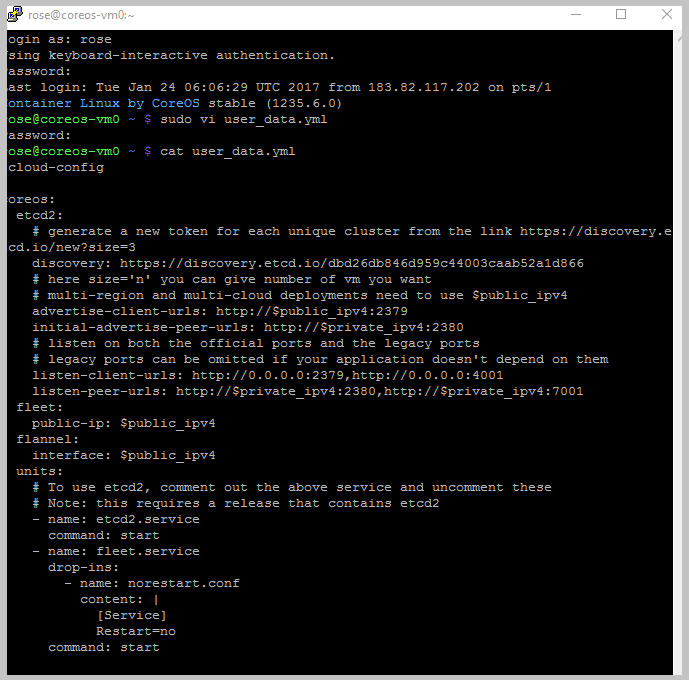 rose@coreos-vm0:~
ogin as: rose
sing keyboard-interactive authentication.
assword:
ast login: Tue Jan 24 06:06:29 UTC 2017 from 183.82.117.202 on pts/1
ontainer Linux by CoreOS stable (1235.6.0)
ose@coreos-vm0 ~ $ sudo vi user_data.yml
assword:
ose@coreos-vm0 ~ $ cat user_data.yml
cloud-config
oreos:
etcd2:
# generate a new token for each unique cluster from the link https://discovery.e
cd.io/new?size=3
discovery: https://discovery.etcd.io/dbd26db846d959c44003caab52a1d866
# here size='n' you can give number of vm you want
# multi-region and multi-cloud deployments need to use $public_ipv4
advertise-client-urls: http://$public_ipv4:2379
initial-advertise-peer-urls: http://$private_ipv4:2380
# listen on both the official ports and the legacy ports
# legacy ports can be omitted if your application doesn't depend on them
listen-client-urls: http://0.0.0.0:2379,http://0.0.0.0:4001
listen-peer-urls: http://$private_ipv4:2380,http://$private_ipv4:7001
fleet:
public-ip: $public_ipv4
flannel:
interface: $public_ipv4
units:
# To use etcd2, comment out the above service and uncomment these
# Note: this requires a release that contains etcd2
- name: etcd2.service
command: start
- name: fleet.service
drop-ins:
- name: norestart.conf
content: |
[Service]
Restart=no
command: start